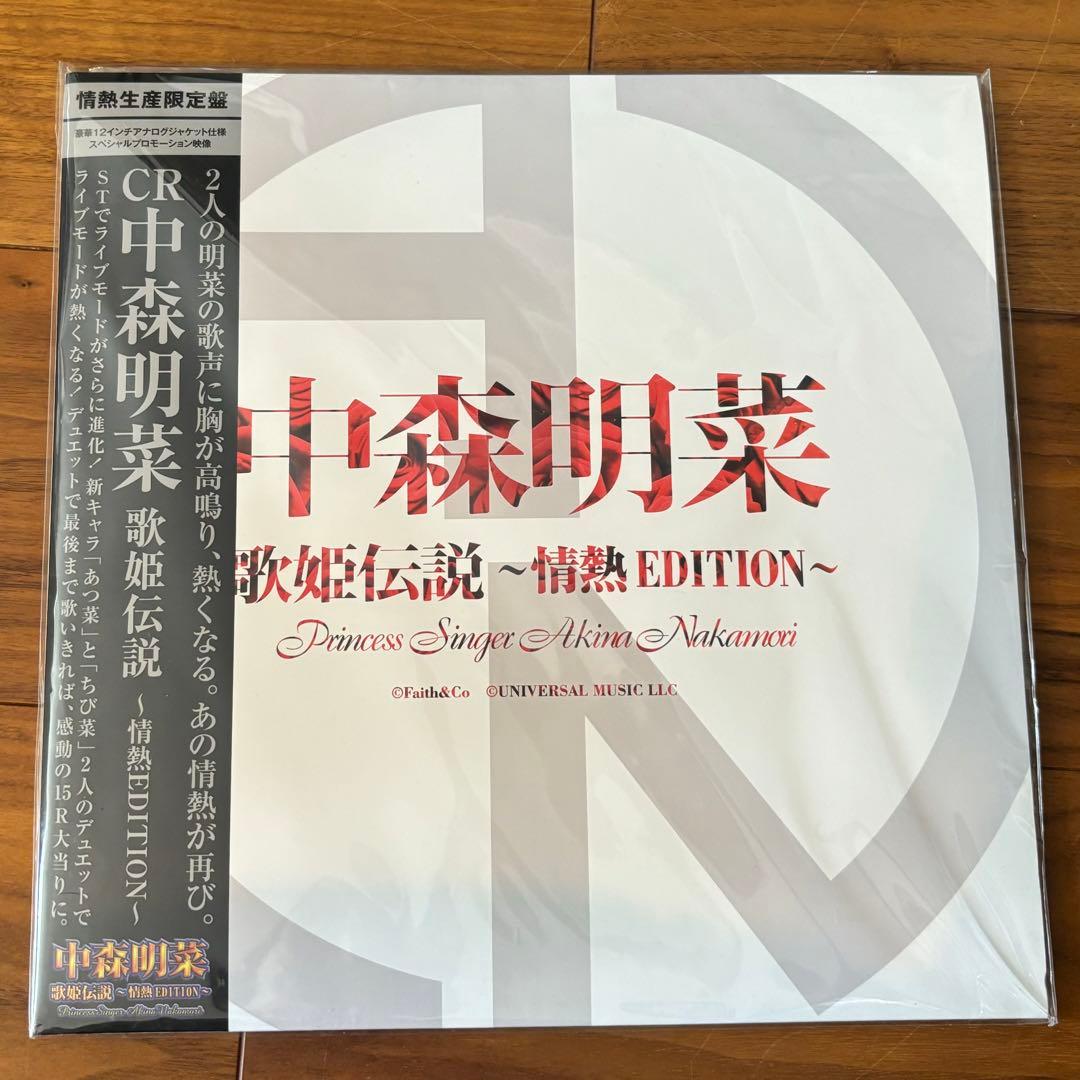 情熱生産限定盤
豪華12インチアナログジャケット仕様
スペシャルプロモーション映像
2人の明菜の歌声に胸が高鳴り、熱くなる。あの情熱が再び。
CR中森明菜 歌姫伝説 ～情熱EDITION～
STでライブモードがさらに進化！新キャラ「あつ菜」と「ちび菜」2人のデュエットで
ライブモードが熱くなる！デュエットで最後まで歌いきれば、感動の15R大当りに。
中森明菜
歌姫伝説 ～情熱 EDITION～
Princess Singer Akina Nakamori
中森明菜
歌姫伝説 ～情熱 EDITION～
Princess Singer Akina Nakamori
©Faith&Co ©UNIVERSAL MUSIC LLC